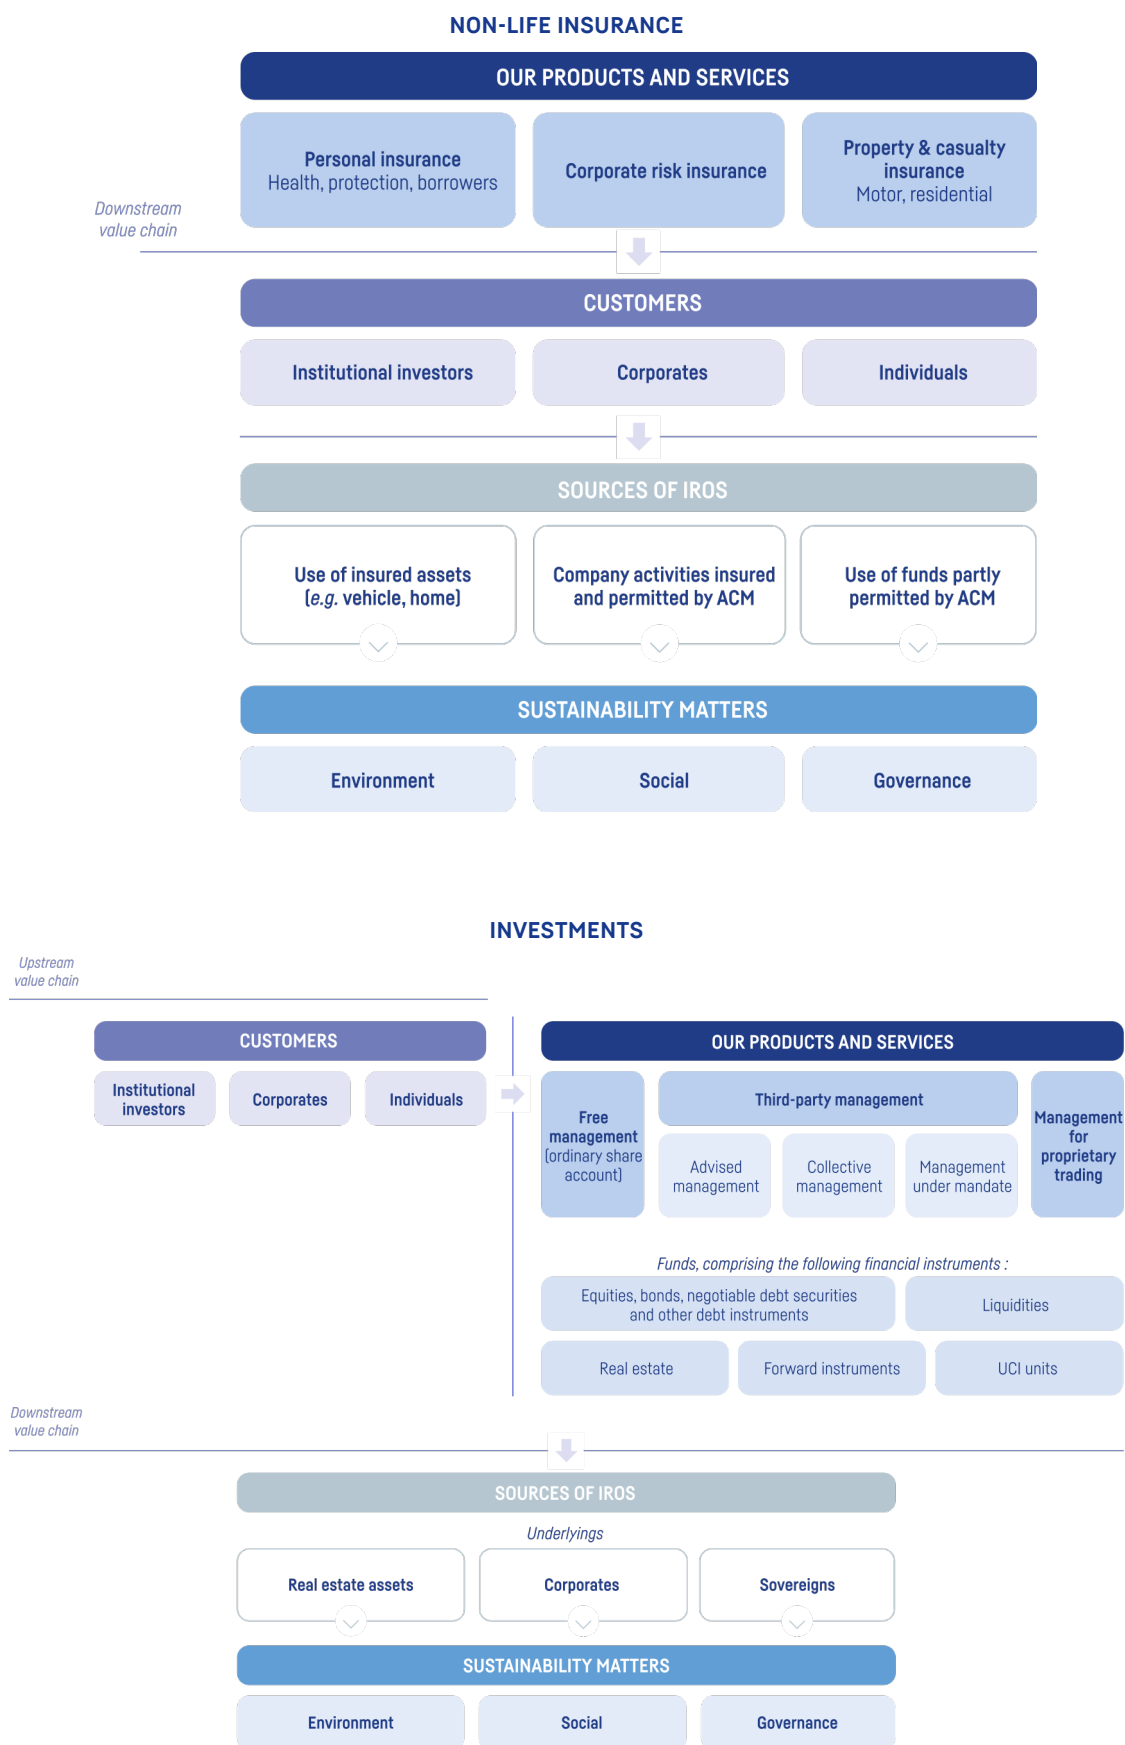 NON-LIFE INSURANCE
OUR PRODUCTS AND SERVICES
Personal insurance
Health, protection, borrowers
Corporate risk insurance
Property & casualty
insurance
Motor, residential
Downstream
value chain
CUSTOMERS
Institutional investors
Corporates
Individuals
SOURCES OF IROS
Use of insured assets
(e.g. vehicle, home)
Company activities insured
and permitted by ACM
Use of funds partly
permitted by ACM
SUSTAINABILITY MATTERS
Environment
Social
Governance
INVESTMENTS
Upstream
value chain
CUSTOMERS
Institutional
investors
Corporates
Individuals
OUR PRODUCTS AND SERVICES
Free
management
(ordinary share
account)
Third-party management
Advised
management
Collective
management
Management
under mandate
Management
for
proprietary
trading
Funds, comprising the following financial instruments :
Equities, bonds, negotiable debt securities
and other debt instruments
Liquidities
Real estate
Forward instruments
UCI units
Downstream
value chain
SOURCES OF IROS
Underlyings
Real estate assets
Corporates
Sovereigns
SUSTAINABILITY MATTERS
Environment
Social
Governance